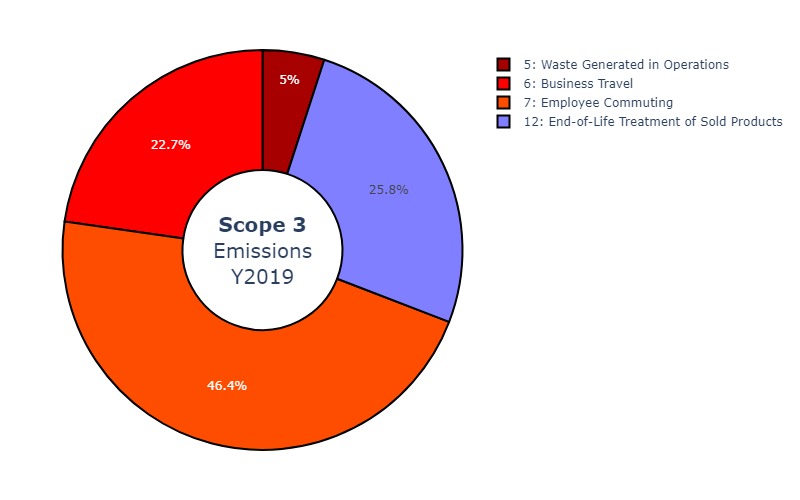 5%
22.7%
25.8%
46.4%
Scope 3
Emissions
Y2019
5: Waste Generated in Operations
6: Business Travel
7: Employee Commuting
12: End-of-Life Treatment of Sold Products